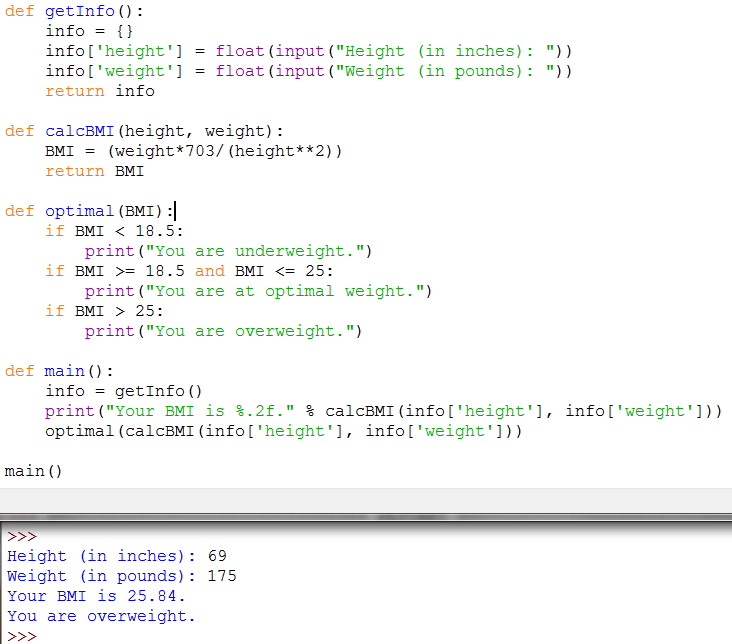 def getInfo():
    info = {}
    info['height'] = float(input("Height (in inches): "))
    info['weight'] = float(input("Weight (in pounds): "))
    return info

def calcBMI(height, weight):
    BMI = (weight*703/(height**2))
    return BMI

def optimal(BMI):
    if BMI < 18.5:
        print("You are underweight.")
    if BMI >= 18.5 and BMI <= 25:
        print("You are at optimal weight.")
    if BMI > 25:
        print("You are overweight.")

def main():
    info = getInfo()
    print("Your BMI is %.2f." % calcBMI(info['height'], info['weight']))
    optimal(calcBMI(info['height'], info['weight']))

main()
>>>
Height (in inches): 69
Weight (in pounds): 175
Your BMI is 25.84.
You are overweight.
>>>